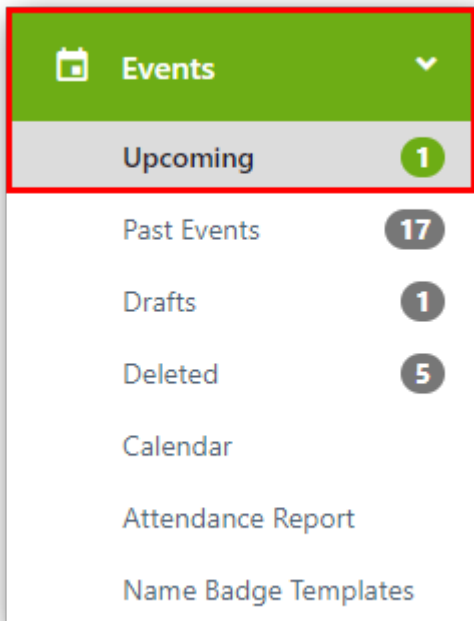 Events
Upcoming 1
Past Events 17
Drafts 1
Deleted 5
Calendar
Attendance Report
Name Badge Templates